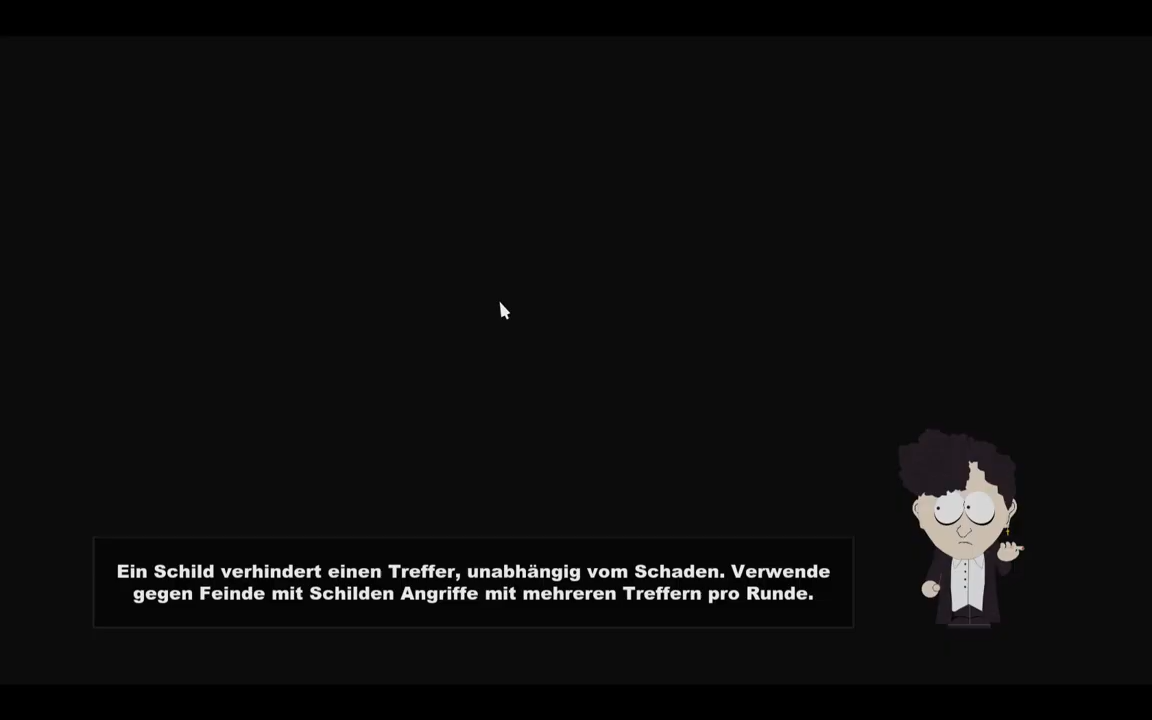 Ein Schild verhindert einen Treffer, unabhängig vom Schaden. Verwende
gegen Feinde mit Schilden Angriffe mit mehreren Treffern pro Runde.